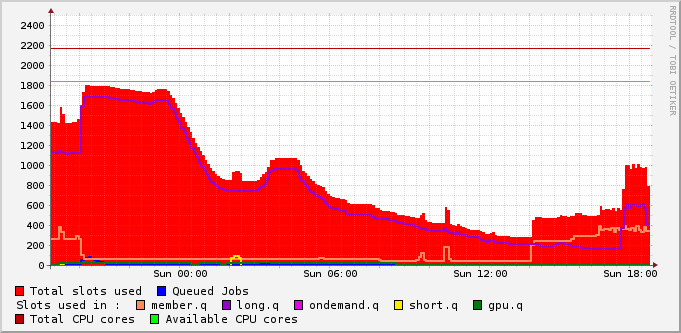 RRDTOOL / TOBI OETIKER
2400
2200
2000
1800
1600
1400
1200
1000
800
600
400
200
0
Sun 00:00 Sun 06:00 Sun 12:00 Sun 18:00
Total slots used Queued Jobs
Slots used in : member.q long.q ondemand.q short.q gpu.q
Total CPU cores Available CPU cores